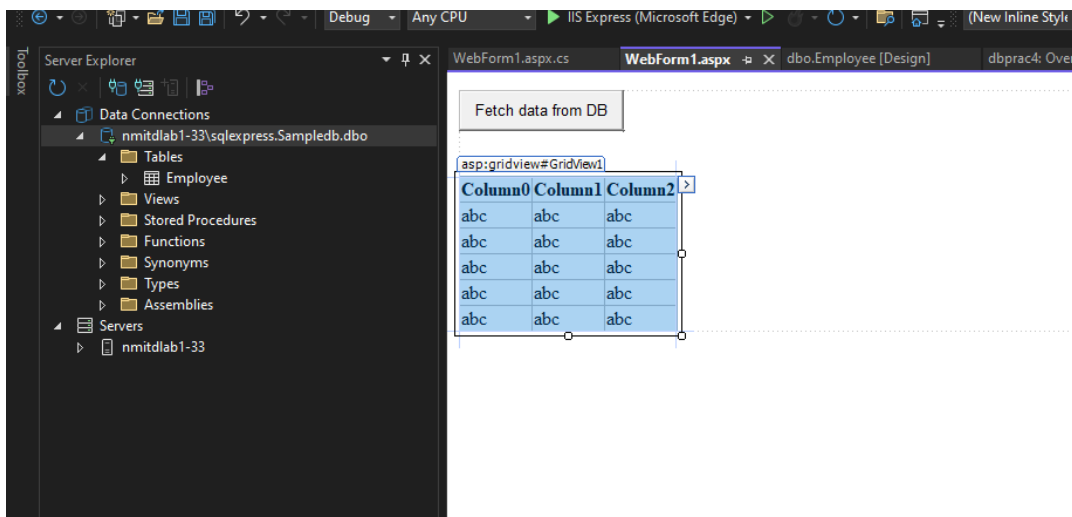 Debug Any CPU IIS Express (Microsoft Edge) (New Inline Style
Toolbox
Server Explorer
Data Connections
nmitdlab1-33\sqlexpress.Sampledb.dbo
Tables
Employee
Views
Stored Procedures
Functions
Synonyms
Types
Assemblies
Servers
nmitdlab1-33
WebForm1.aspx.cs WebForm1.aspx dbo.Employee [Design] dbprac4: Over
Fetch data from DB
asp:gridview#GridView1
Column0 Column1 Column2
abc abc abc
abc abc abc
abc abc abc
abc abc abc
abc abc abc